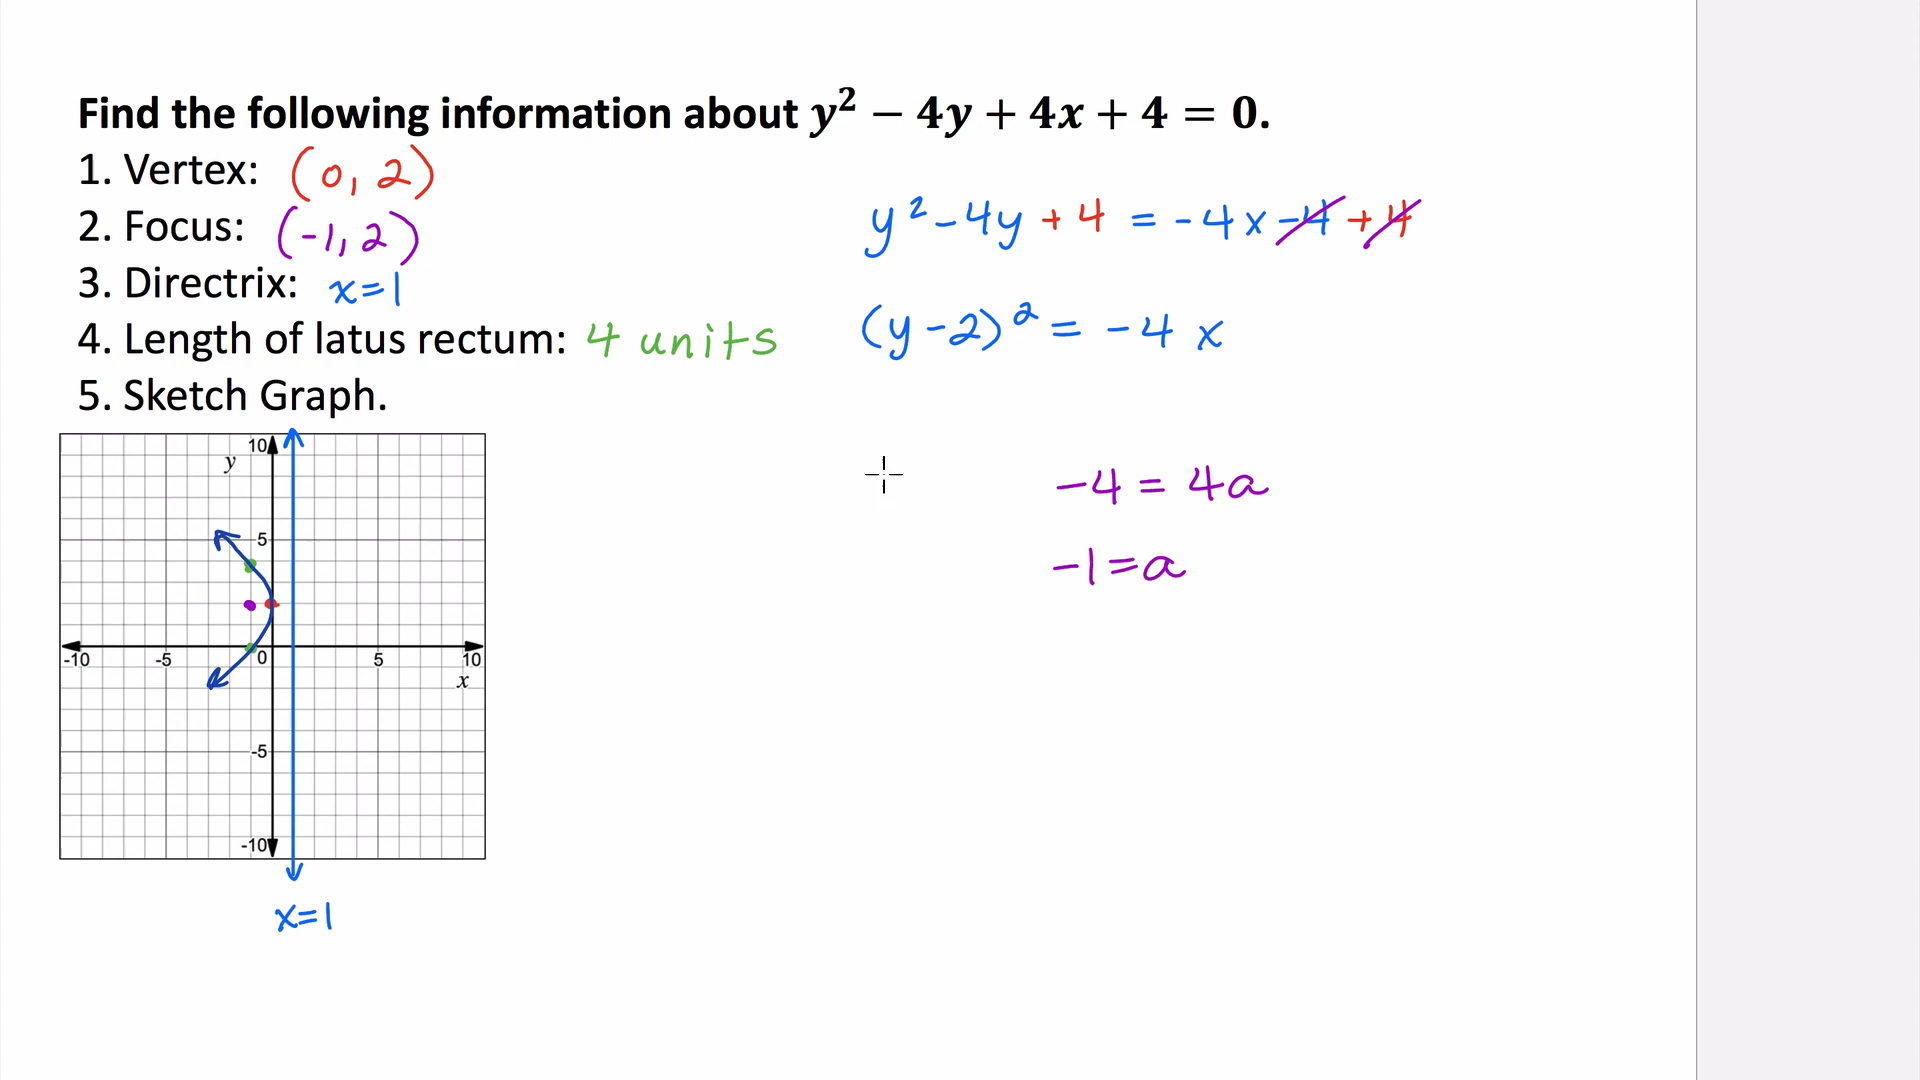 Find the following information about y² − 4y + 4x + 4 = 0.
1. Vertex: (0, 2)
2. Focus: (-1, 2)
3. Directrix: x=1
4. Length of latus rectum: 4 units
5. Sketch Graph.
y² - 4y + 4 = -4x -4 +4
(y-2)² = -4x
-4 = 4a
-1 = a
10
y
5
-10 -5 0 5 10
x
-5
-10
x=1